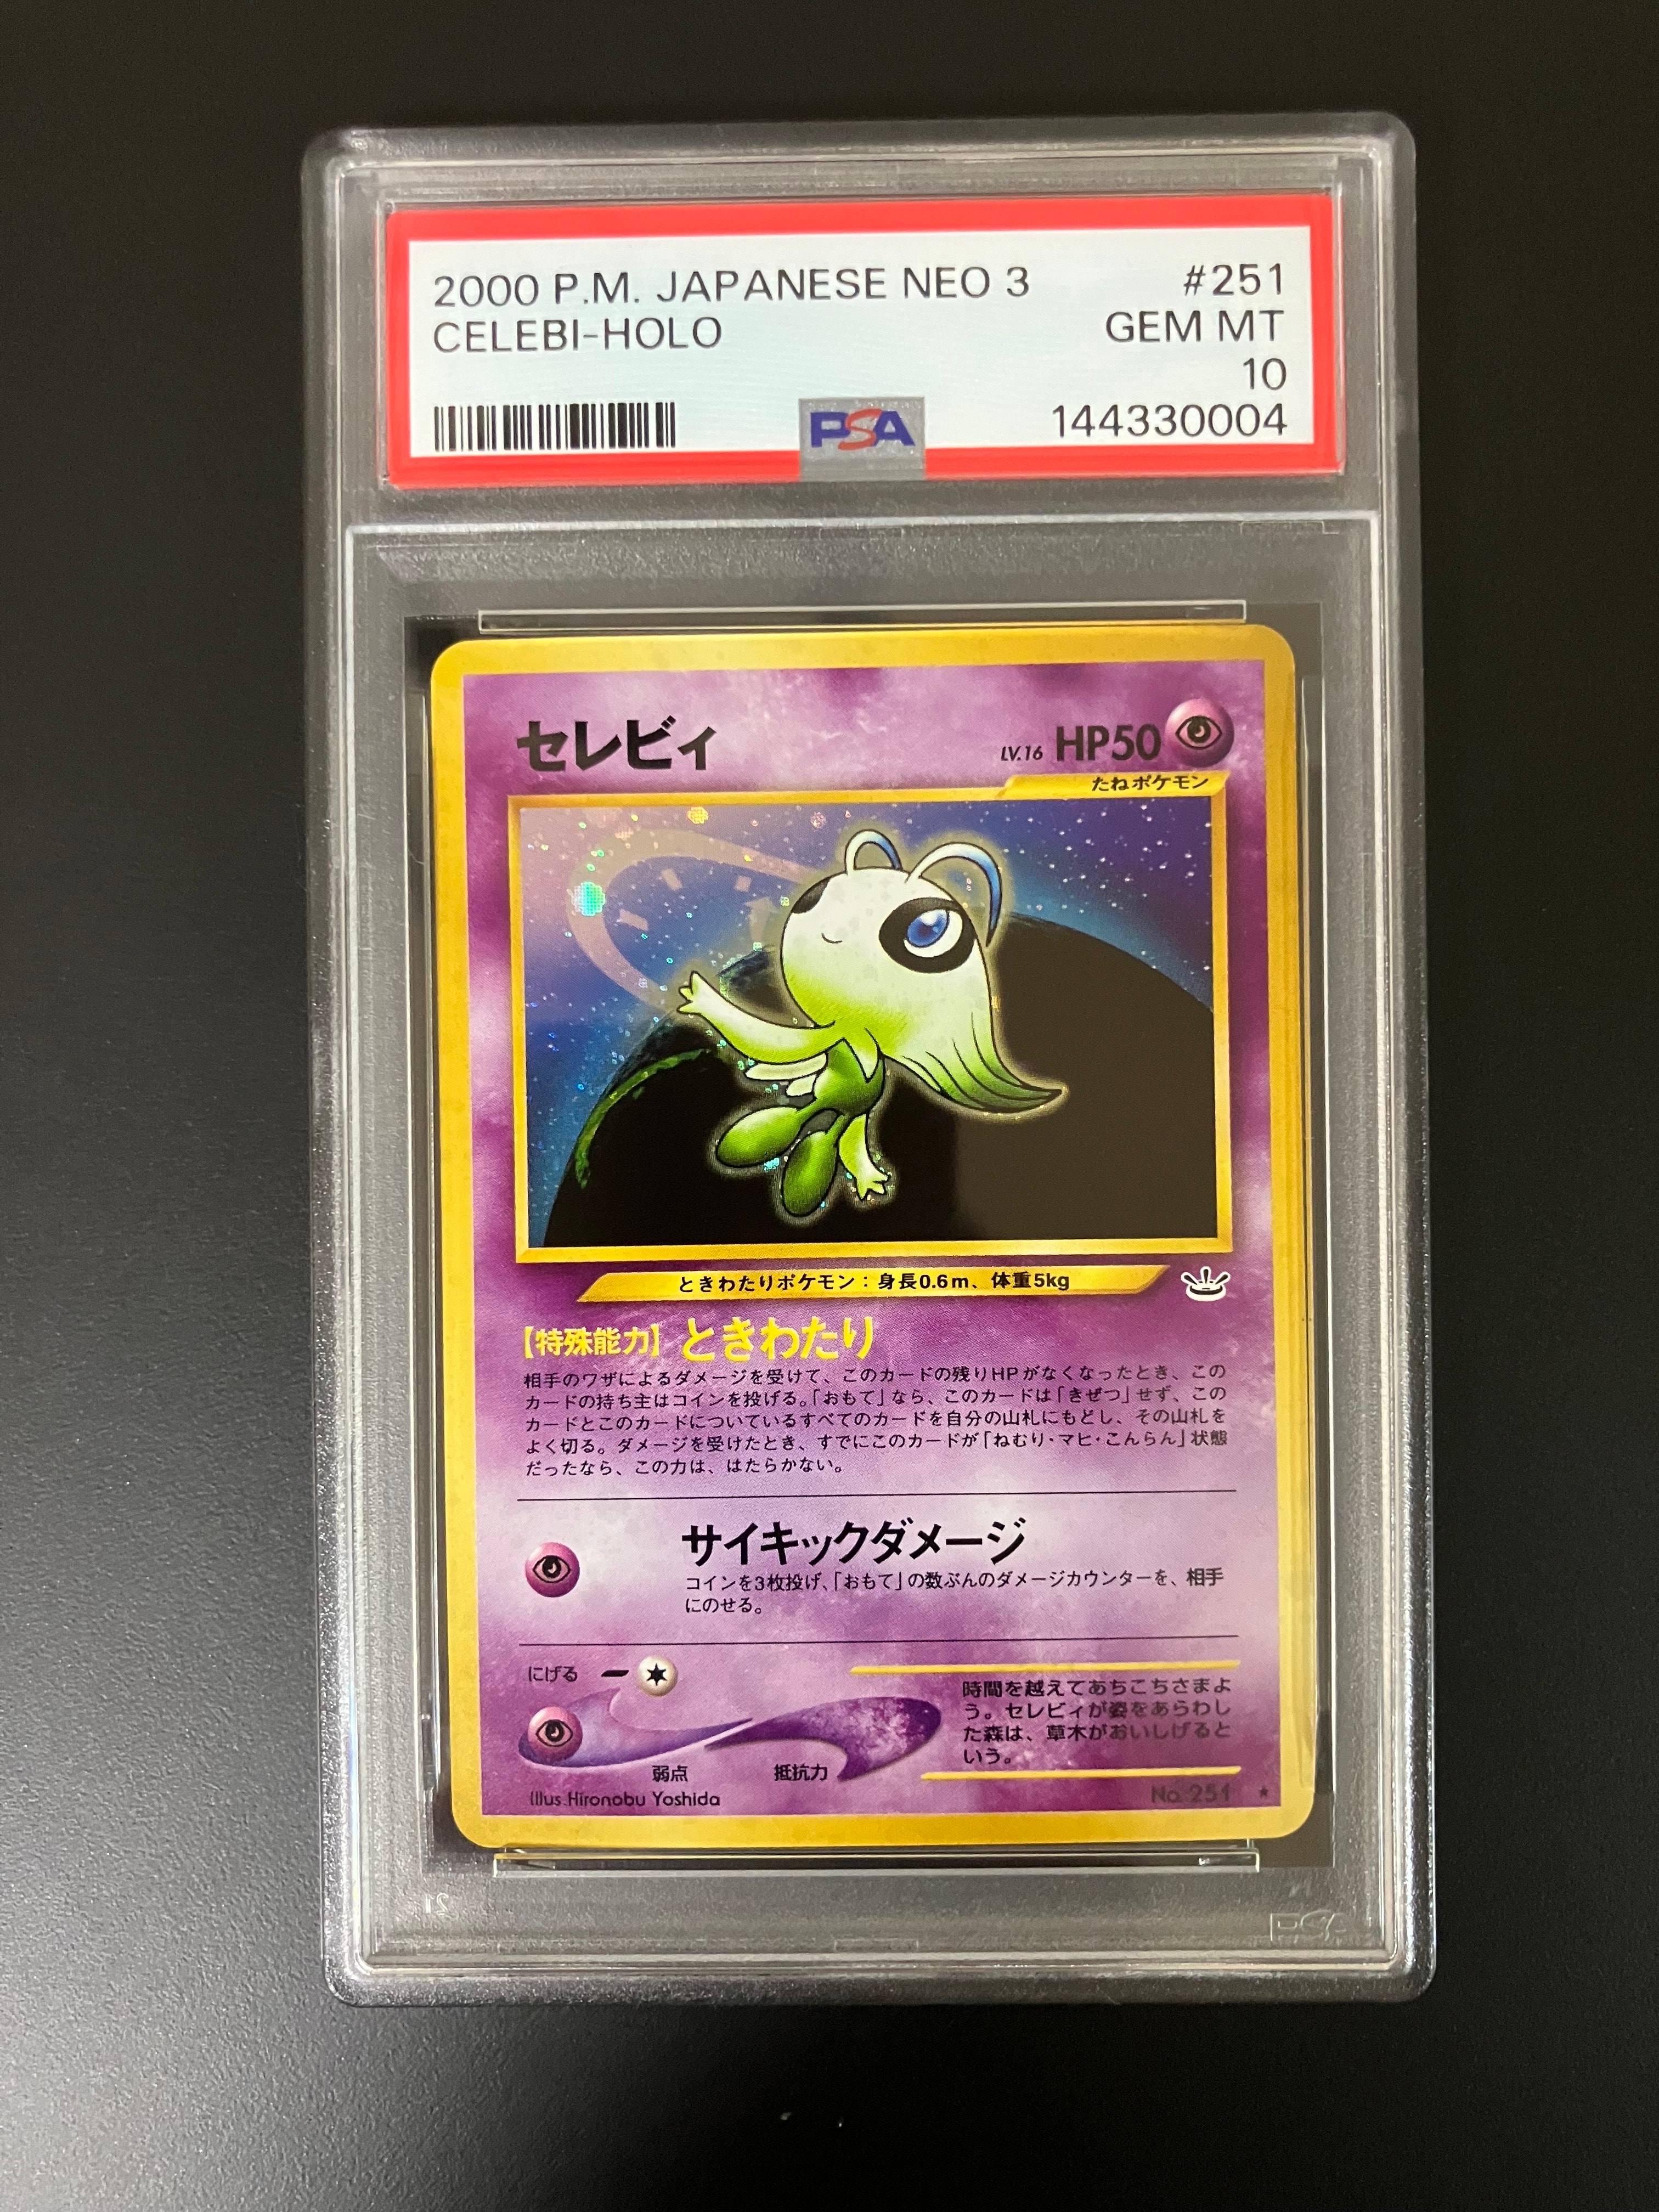 2000 P.M. JAPANESE NEO 3 #251
CELEBI-HOLO GEM MT
10
PSA 144330004
セレビィ LV.16 HP50
たねポケモン
ときわたりポケモン：身長0.6m、体重5kg
【特殊能力】ときわたり
相手のワザによるダメージを受けて、このカードの残りHPがなくなったとき、この
カードの持ち主はコインを投げる。「おもて」なら、このカードは「きぜつ」せず、この
カードとこのカードについているすべてのカードを自分の山札にもどし、その山札を
よく切る。ダメージを受けたとき、すでにこのカードが「ねむり・マヒ・こんらん」状態
だったなら、この力は、はたらかない。
サイキックダメージ
コインを3枚投げ、「おもて」の数ぶんのダメージカウンターを、相手
にのせる。
にげる
弱点 抵抗力
時間を越えてあちこちさまよ
う。セレビィが姿をあらわし
た森は、草木がおいしげると
いう。
Illus.Hironobu Yoshida No.251 ★
PSA